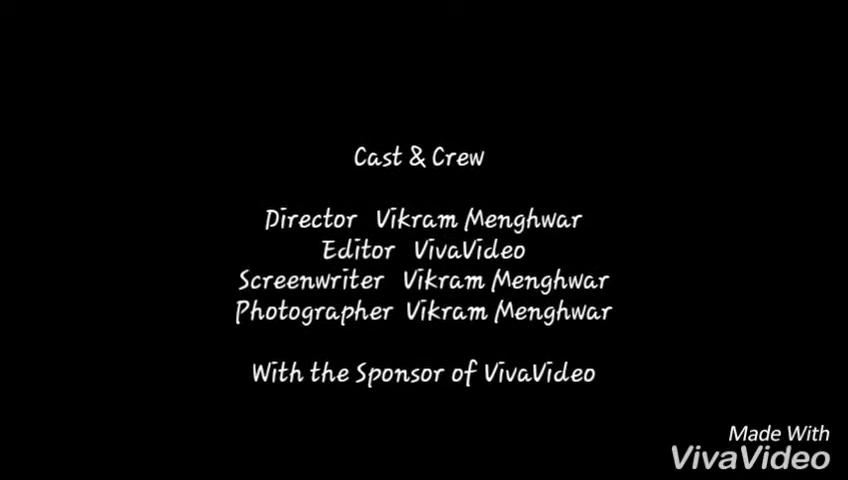 Cast & Crew
Director Vikram Menghwar
Editor VivaVideo
Screenwriter Vikram Menghwar
Photographer Vikram Menghwar
With the Sponsor of VivaVideo
Made With
VivaVideo